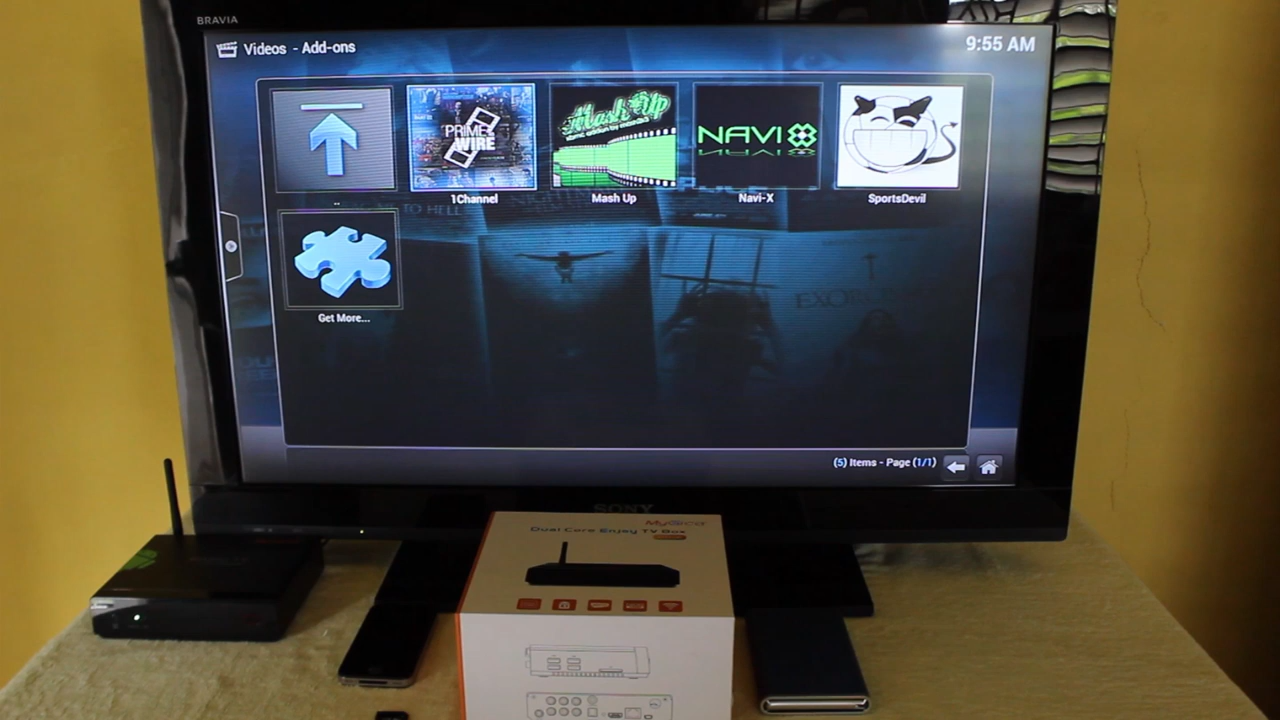 BRAVIA
Videos - Add-ons
9:55 AM
PRIME
WIRE
Mash Up
NAVI
..
1Channel
Mash Up
Navi-X
SportsDevil
Get More...
(5) Items - Page (1/1)
SONY
Dual Core Enjoy TV Box